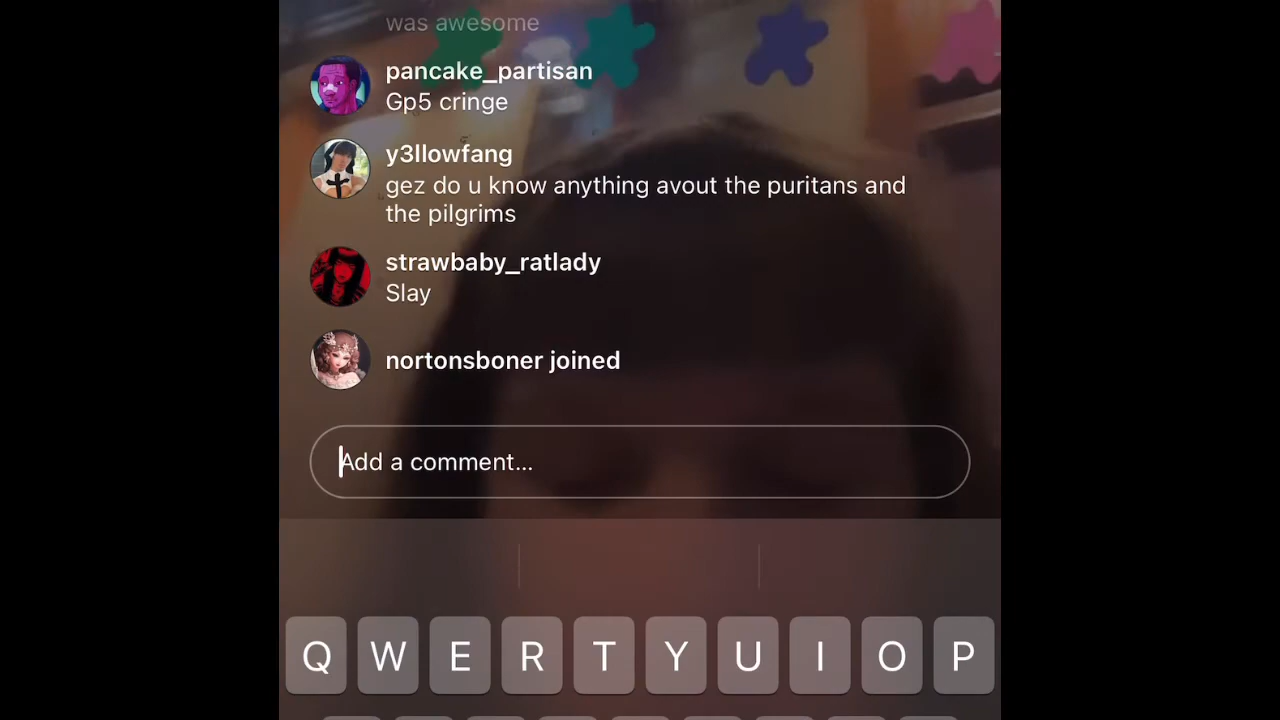 was awesome
pancake_partisan
Gp5 cringe
y3llowfang
gez do u know anything avout the puritans and
the pilgrims
strawbaby_ratlady
Slay
nortonsboner joined
Add a comment...
Q W E R T Y U I O P